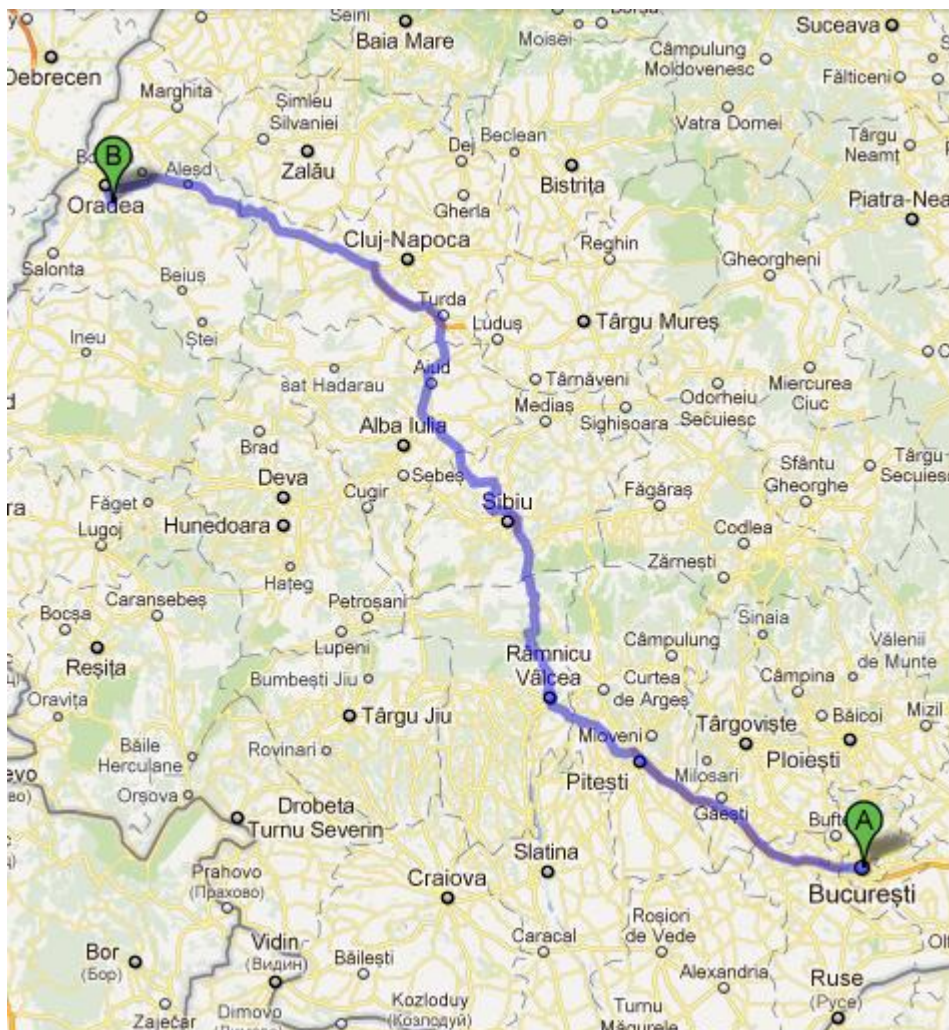 Seini
Baia Mare
Moisei
Suceava
Debrecen
Câmpulung
Moldovenesc
Fălticeni
Marghita
Șimleu
Silvaniei
Vatra Dornei
Târgu
Neamț
B
Aleșd
Zalău
Dej
Beclean
Bistrița
Oradea
Gherla
Piatra-Nea
Cluj-Napoca
Reghin
Gheorgheni
Salonta
Beiuș
Turda
Luduș
Târgu Mureș
Ineu
Ștei
sat Hadarau
Aiud
Târnăveni
Mediaș
Sighișoara
Odorheiu
Secuiesc
Miercurea
Ciuc
Alba Iulia
Brad
Deva
Sebeș
Cugir
Sibiu
Făgăraș
Sfântu
Gheorghe
Târgu
Secuiesc
Făget
Lugoj
Hunedoara
Codlea
Zărnești
Hațeg
Bocșa
Caransebeș
Petroșani
Lupeni
Sinaia
Reșița
Râmnicu
Vâlcea
Câmpulung
Vălenii
de Munte
Oravița
Bumbești Jiu
Curtea
de Argeș
Câmpina
Târgu Jiu
Mioveni
Târgoviște
Băicoi
Mizil
Băile
Herculane
Rovinari
Pitești
Milosari
Ploiești
Orșova
Găești
Bufte
A
Drobeta
Turnu Severin
Slatina
București
Prahovo
(Прахово)
Craiova
Roșiori
de Vede
Bor
(Бор)
Vidin
(Видин)
Băilești
Caracal
Alexandria
Ruse
(Русе)
Zaječar
Dimovo
Kozloduy
(Козлодуй)
Turnu
Măgurele